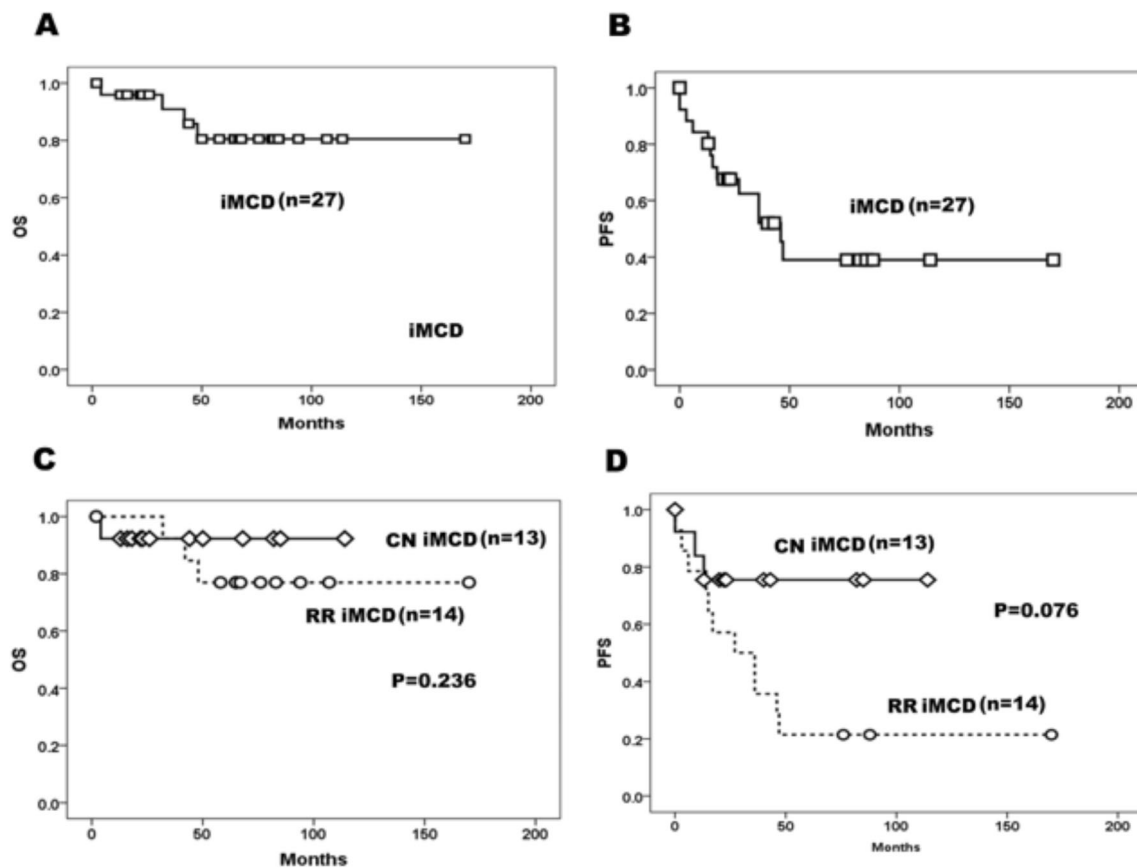 A
OS
1.0
0.8
0.6
0.4
0.2
0.0
iMCD (n=27)
iMCD
0 50 100 150 200
Months
B
PFS
1.0
0.8
0.6
0.4
0.2
0.0
iMCD (n=27)
0 50 100 150 200
Months
C
OS
1.0
0.8
0.6
0.4
0.2
0.0
CN iMCD (n=13)
RR iMCD (n=14)
P=0.236
0 50 100 150 200
Months
D
PFS
1.0
0.8
0.6
0.4
0.2
0.0
CN iMCD (n=13)
P=0.076
RR iMCD (n=14)
0 50 100 150 200
Months